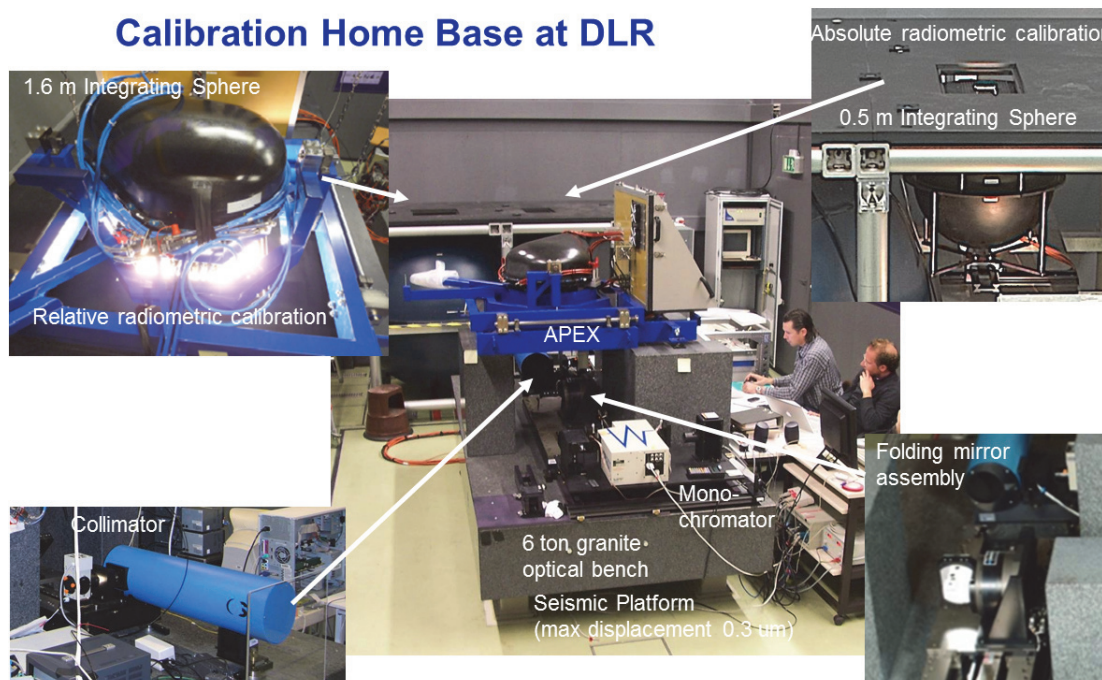 Calibration Home Base at DLR
1.6 m Integrating Sphere
Absolute radiometric calibration
0.5 m Integrating Sphere
Relative radiometric calibration
APEX
Folding mirror
assembly
Mono-
chromator
Collimator
6 ton granite
optical bench
Seismic Platform
(max displacement 0.3 um)